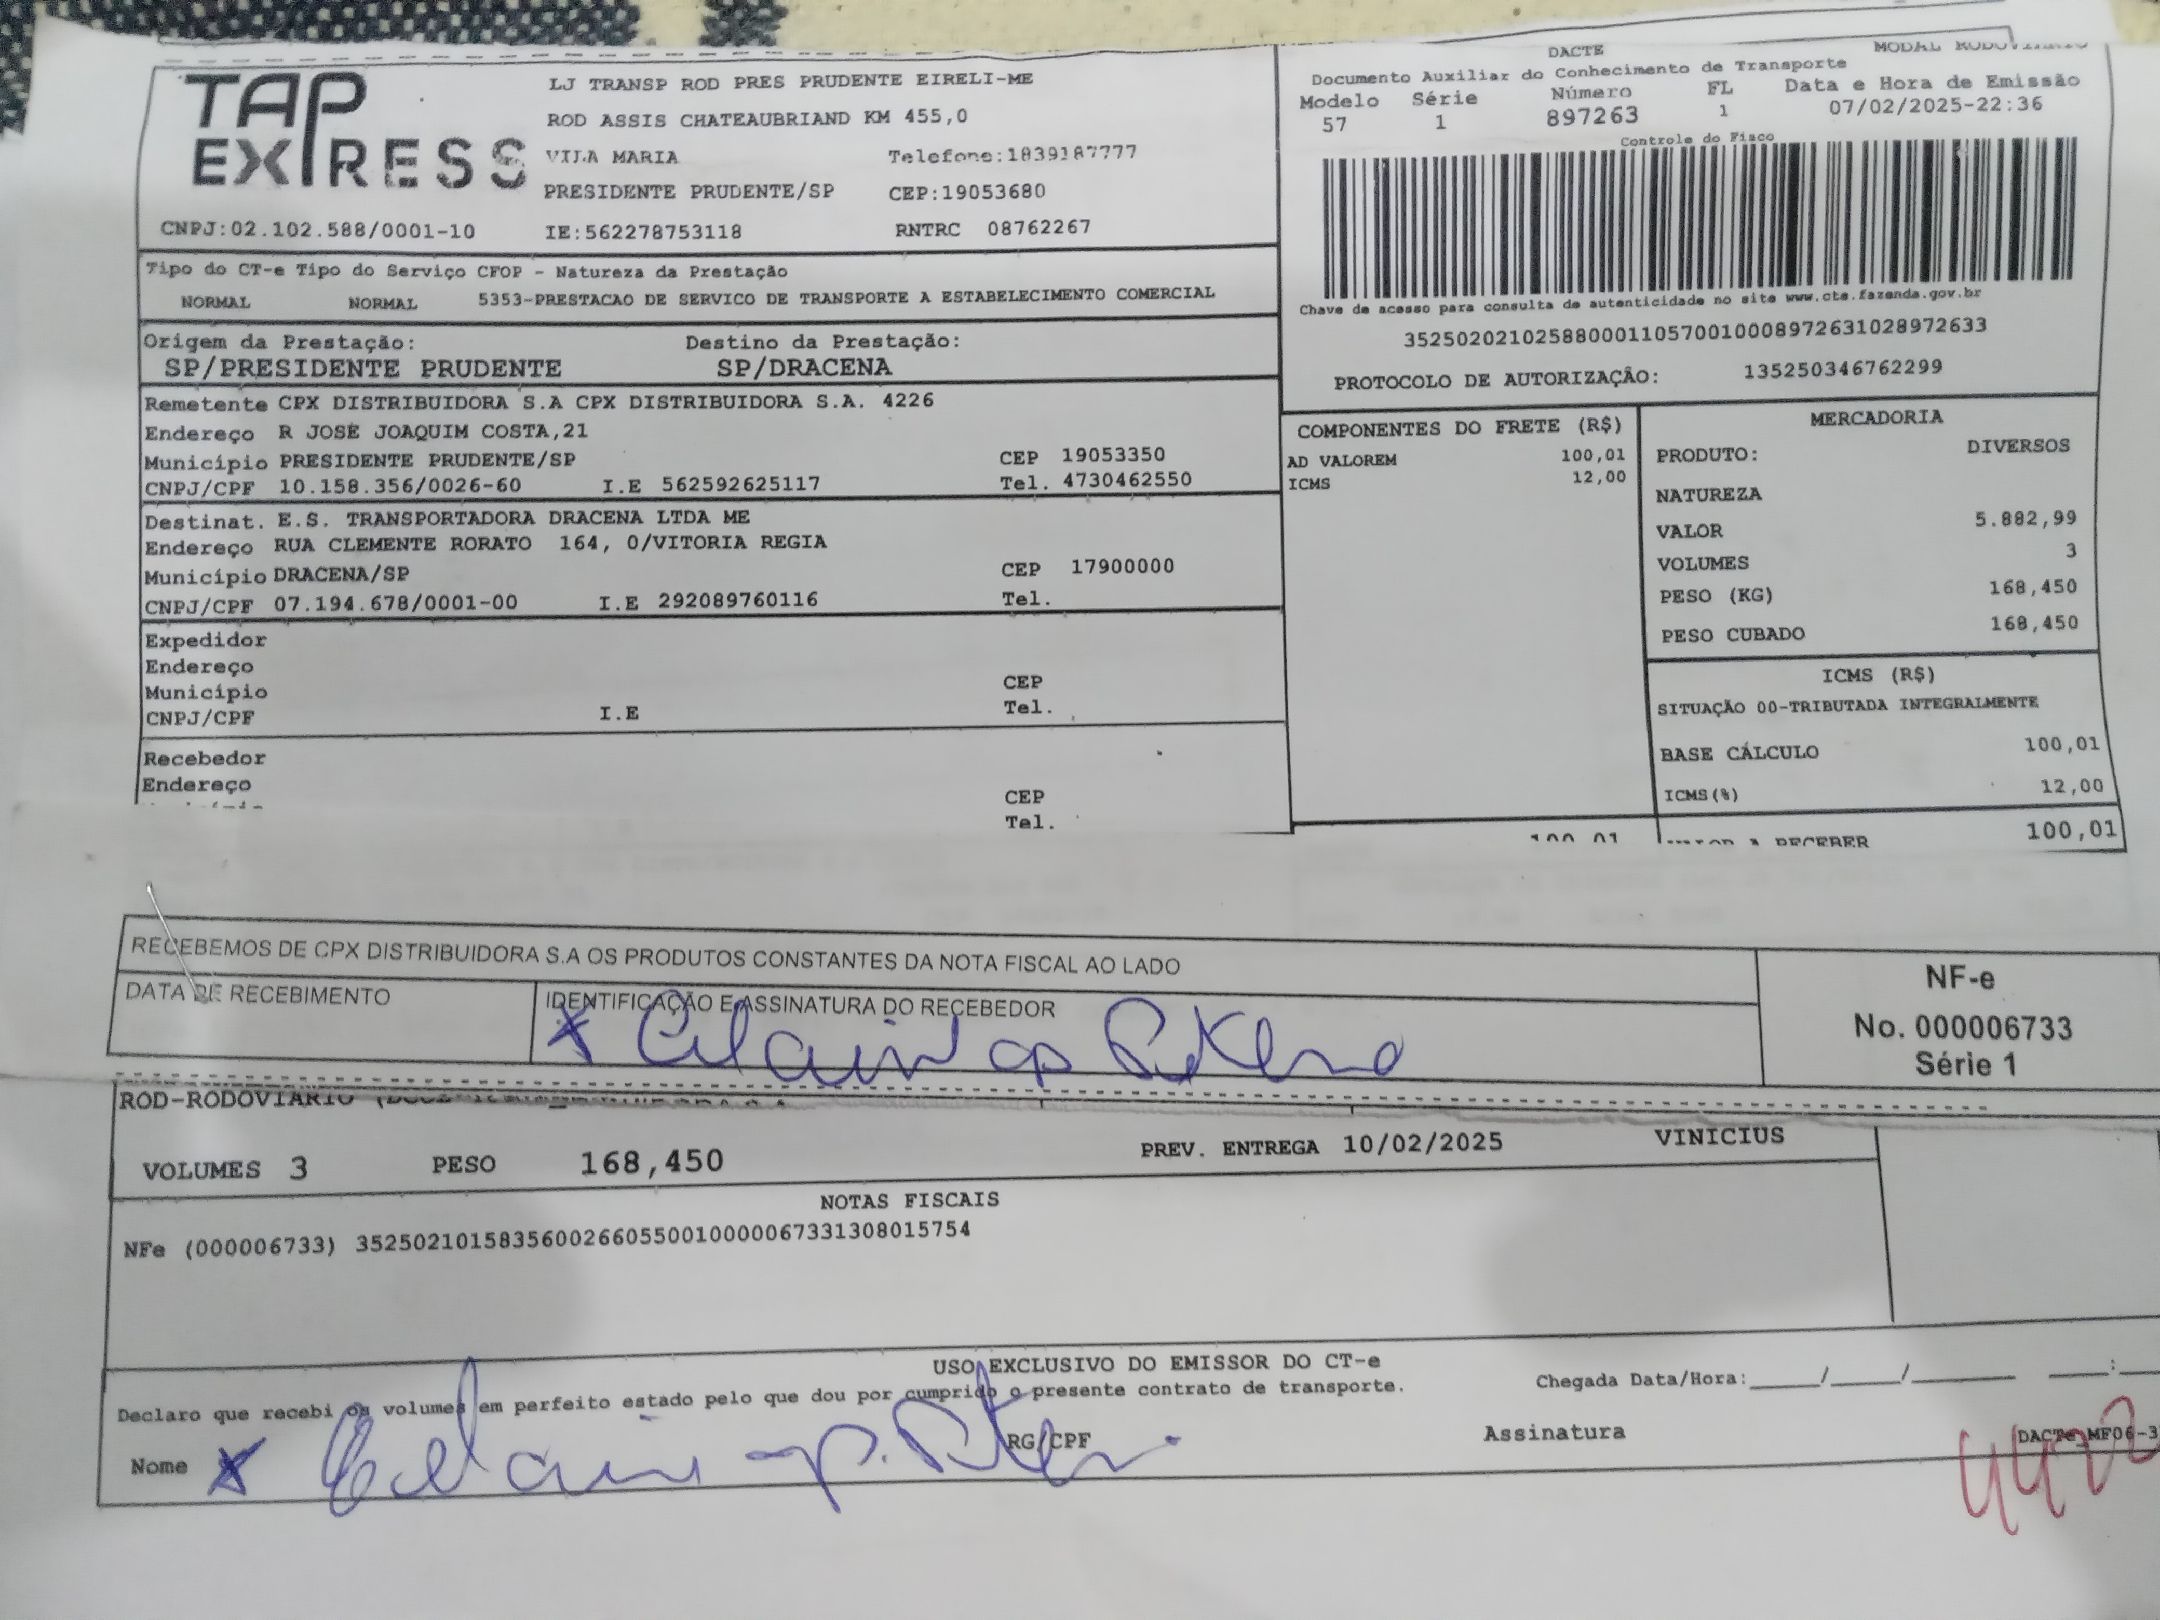 TAP EXPRESS
LJ TRANSP ROD PRES PRUDENTE EIRELI-ME
ROD ASSIS CHATEAUBRIAND KM 455,0
VILA MARIA Telefone:1839187777
PRESIDENTE PRUDENTE/SP CEP:19053680
CNPJ:02.102.588/0001-10 IE:562278753118 RNTRC 08762267
DACTE MODAL RODOVIÁRIO
Documento Auxiliar do Conhecimento de Transporte
Modelo Série Número FL Data e Hora de Emissão
57 1 897263 1 07/02/2025-22:36
Controle do Fisco
Chave de acesso para consulta de autenticidade no site www.cte.fazenda.gov.br
35250202102588000110570010008972631028972633
PROTOCOLO DE AUTORIZAÇÃO: 135250346762299
Tipo do CT-e Tipo do Serviço CFOP - Natureza da Prestação
NORMAL NORMAL 5353-PRESTACAO DE SERVICO DE TRANSPORTE A ESTABELECIMENTO COMERCIAL
Origem da Prestação: Destino da Prestação:
SP/PRESIDENTE PRUDENTE SP/DRACENA
Remetente CPX DISTRIBUIDORA S.A CPX DISTRIBUIDORA S.A. 4226
Endereço R JOSE JOAQUIM COSTA,21
Município PRESIDENTE PRUDENTE/SP CEP 19053350
CNPJ/CPF 10.158.356/0026-60 I.E 562592625117 Tel. 4730462550
Destinat. E.S. TRANSPORTADORA DRACENA LTDA ME
Endereço RUA CLEMENTE RORATO 164, 0/VITORIA REGIA
Município DRACENA/SP CEP 17900000
CNPJ/CPF 07.194.678/0001-00 I.E 292089760116 Tel.
Expedidor
Endereço
Município CEP
CNPJ/CPF I.E Tel.
Recebedor
Endereço CEP
Tel.
COMPONENTES DO FRETE (R$)
AD VALOREM 100,01
ICMS 12,00
100,01
MERCADORIA
PRODUTO: DIVERSOS
NATUREZA
VALOR 5.882,99
VOLUMES 3
PESO (KG) 168,450
PESO CUBADO 168,450
ICMS (R$)
SITUAÇÃO 00-TRIBUTADA INTEGRALMENTE
BASE CÁLCULO 100,01
ICMS(%) 12,00
VALOR A RECEBER 100,01
RECEBEMOS DE CPX DISTRIBUIDORA S.A OS PRODUTOS CONSTANTES DA NOTA FISCAL AO LADO
DATA DE RECEBIMENTO IDENTIFICAÇÃO E ASSINATURA DO RECEBEDOR
NF-e
No. 000006733
Série 1
ROD-RODOVIÁRIO
VOLUMES 3 PESO 168,450 PREV. ENTREGA 10/02/2025 VINICIUS
NOTAS FISCAIS
NFe (000006733) 35250210158356002660550010000067331308015754
USO EXCLUSIVO DO EMISSOR DO CT-e
Declaro que recebi os volumes em perfeito estado pelo que dou por cumprido o presente contrato de transporte.
Chegada Data/Hora:_____/_____/________ ____:__
Nome RG/CPF Assinatura